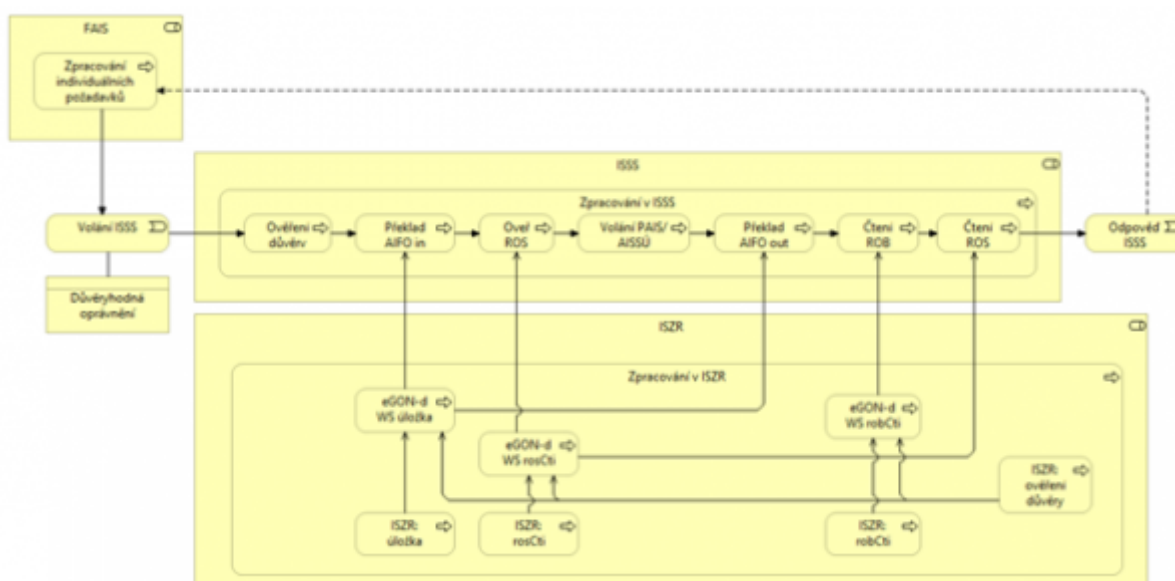 FAIS
Zpracování
individuálních
požadavků
ISSS
Zpracování v ISSS
Volání ISSS
Ověření
důvěry
Překlad
AIFO in
Oveř
ROS
Volání PAIS/
AISSÚ
Překlad
AIFO out
Čtení
ROB
Čtení
ROS
Odpověd
ISSS
Důvěryhodná
oprávnění
ISZR
Zpracování v ISZR
eGON-d
WS úložka
eGON-d
WS robCti
eGON-d
WS rosCti
ISZR:
ověření
důvěry
ISZR:
úložka
ISZR:
rosCti
ISZR:
robCti